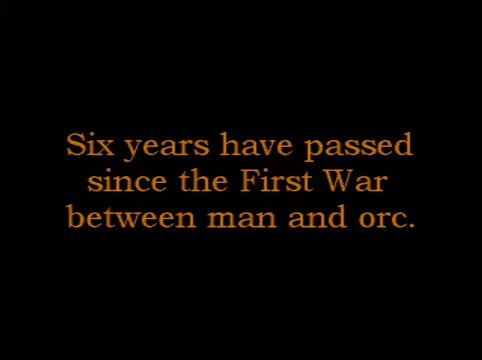 Six years have passed
since the First War
between man and orc.